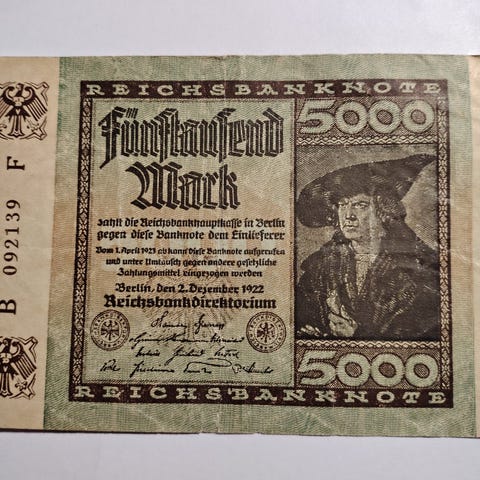 REICHSBANKNOTE
5000
Fünftausend
Mark
zahlt die Reichsbankhauptkasse in Berlin
gegen diese Banknote dem Einlieferer
Vom 1. April 1923 ab kann diese Banknote aufgerufen
und unter Umtausch gegen andere gesetzliche
Zahlungsmittel eingezogen werden
Berlin, den 2. Dezember 1922
Reichsbankdirektorium
5000
REICHSBANKNOTE
B 092139 F